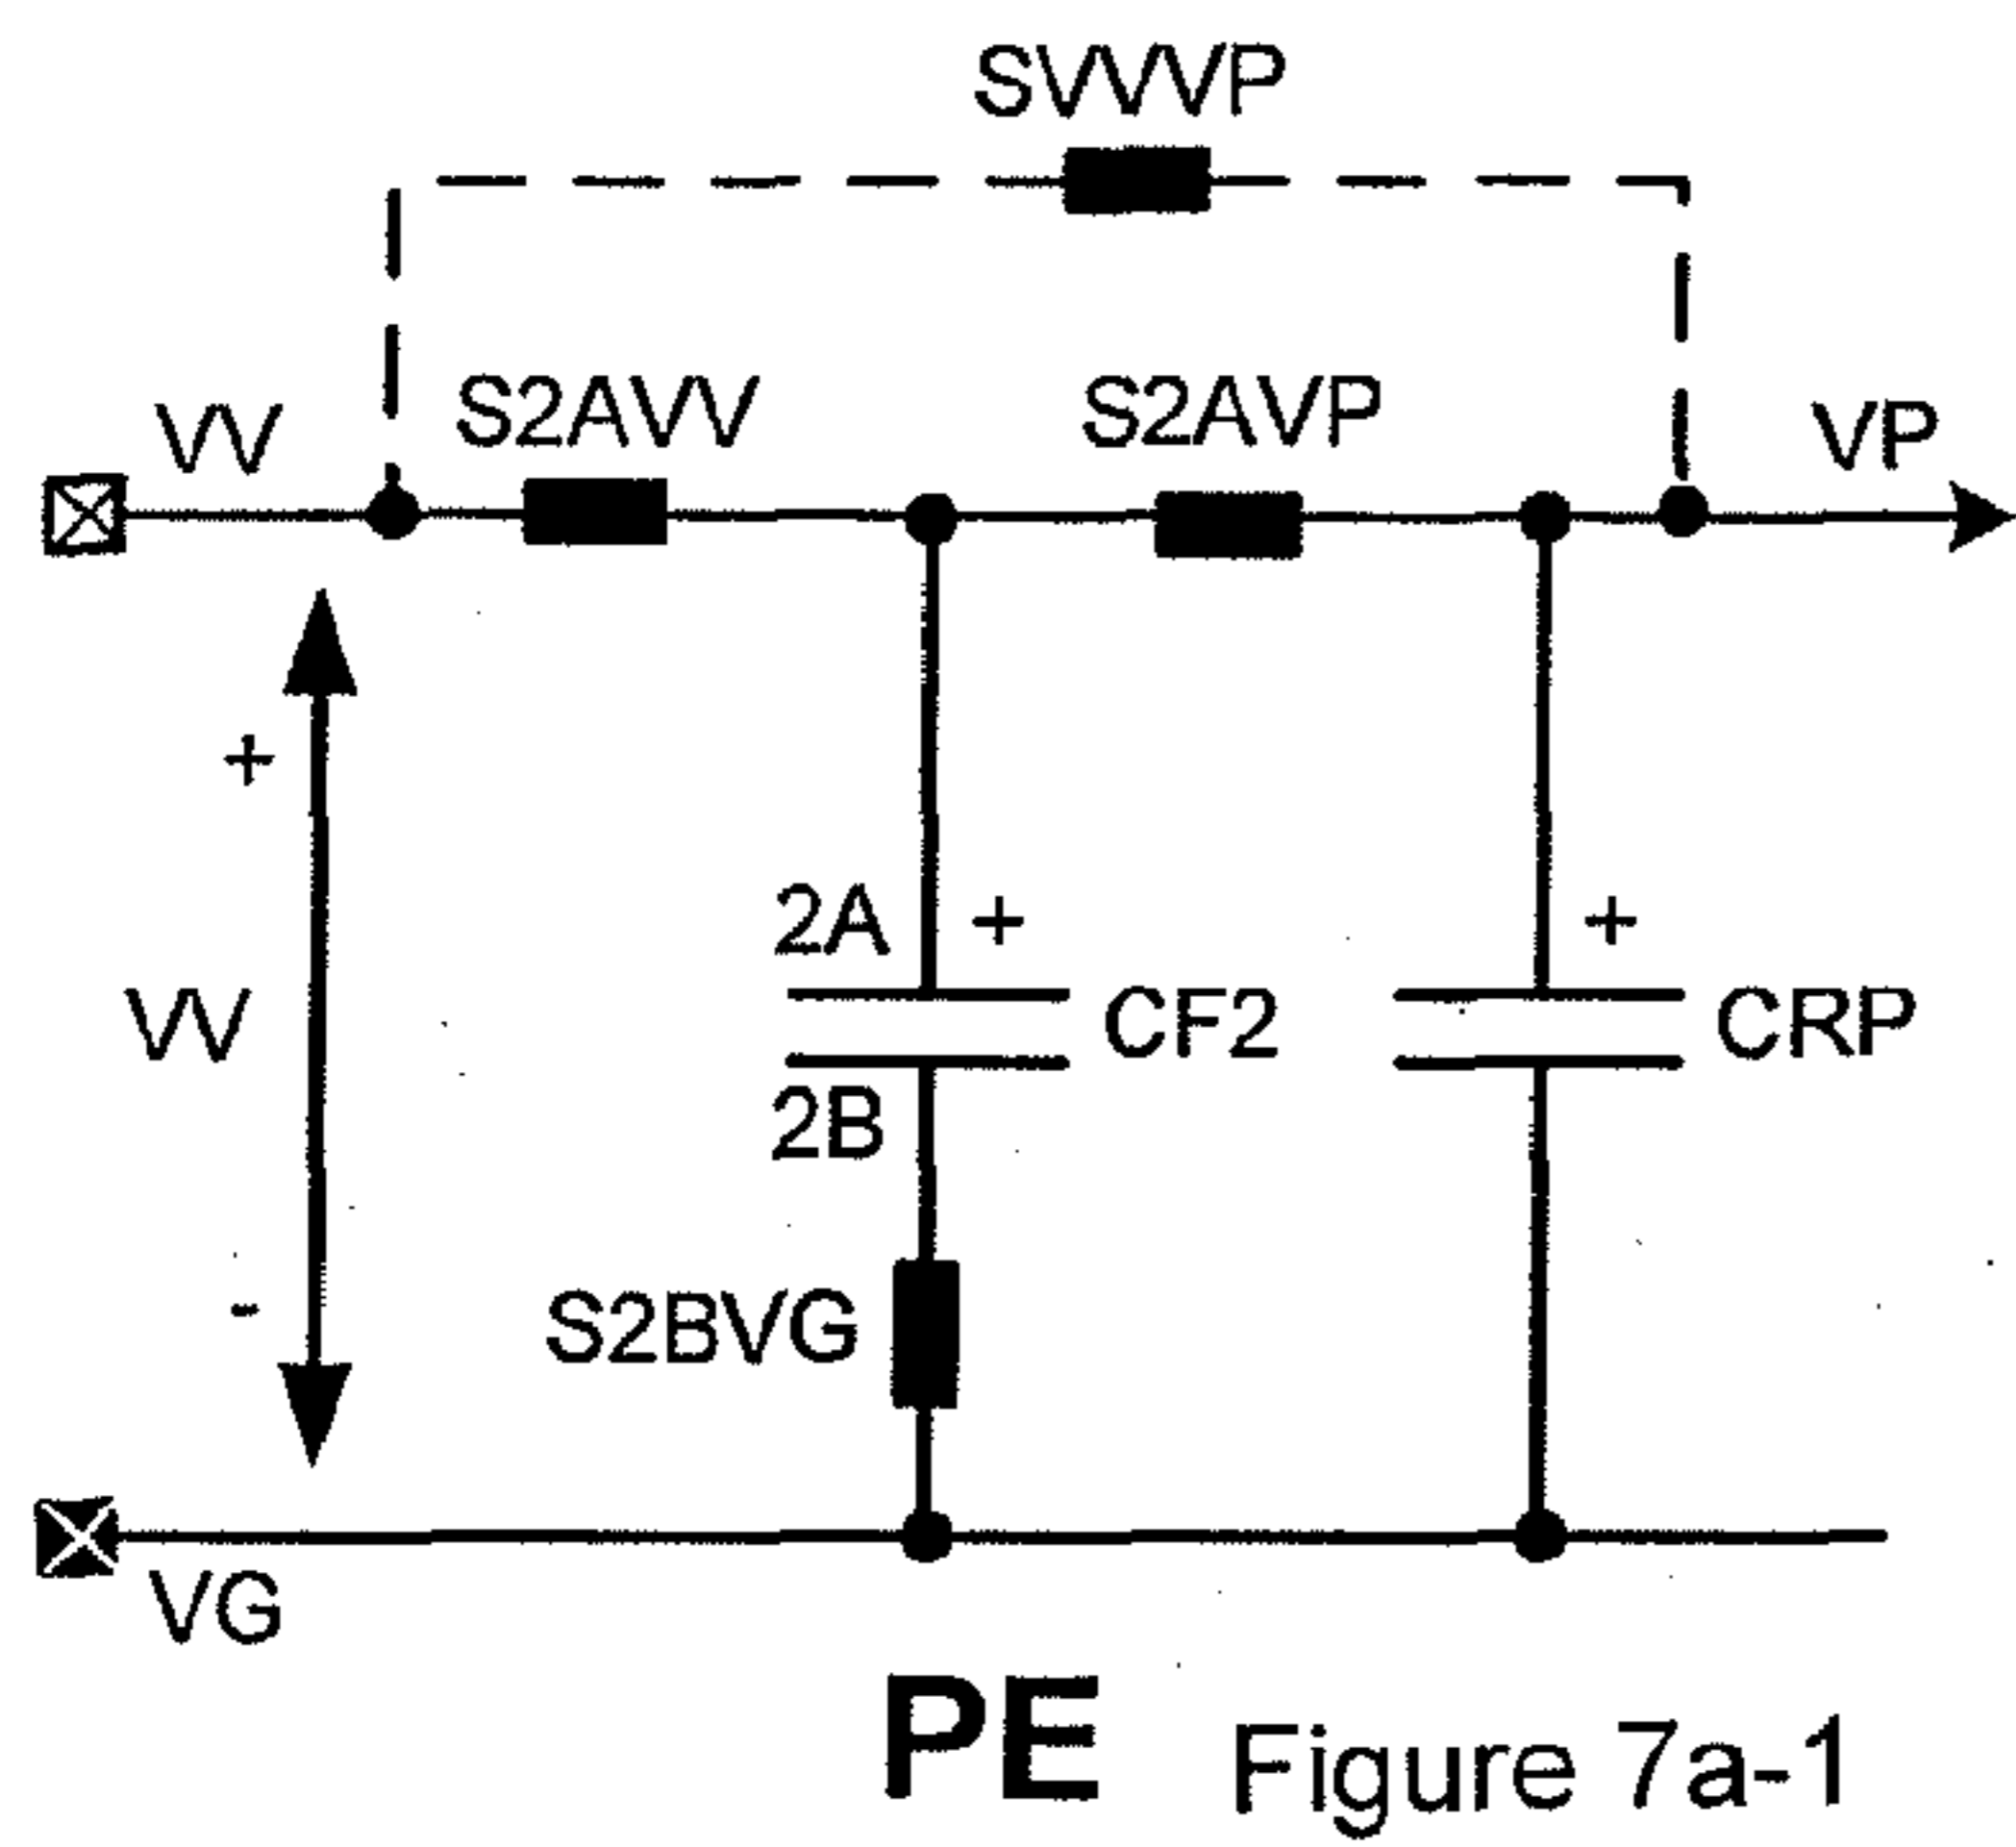 SVVVP
VV
S2AVV
S2AVP
VP
+
VV
-
2A
+
CF2
2B
+
CRP
S2BVG
VG
PE
Figure 7a-1